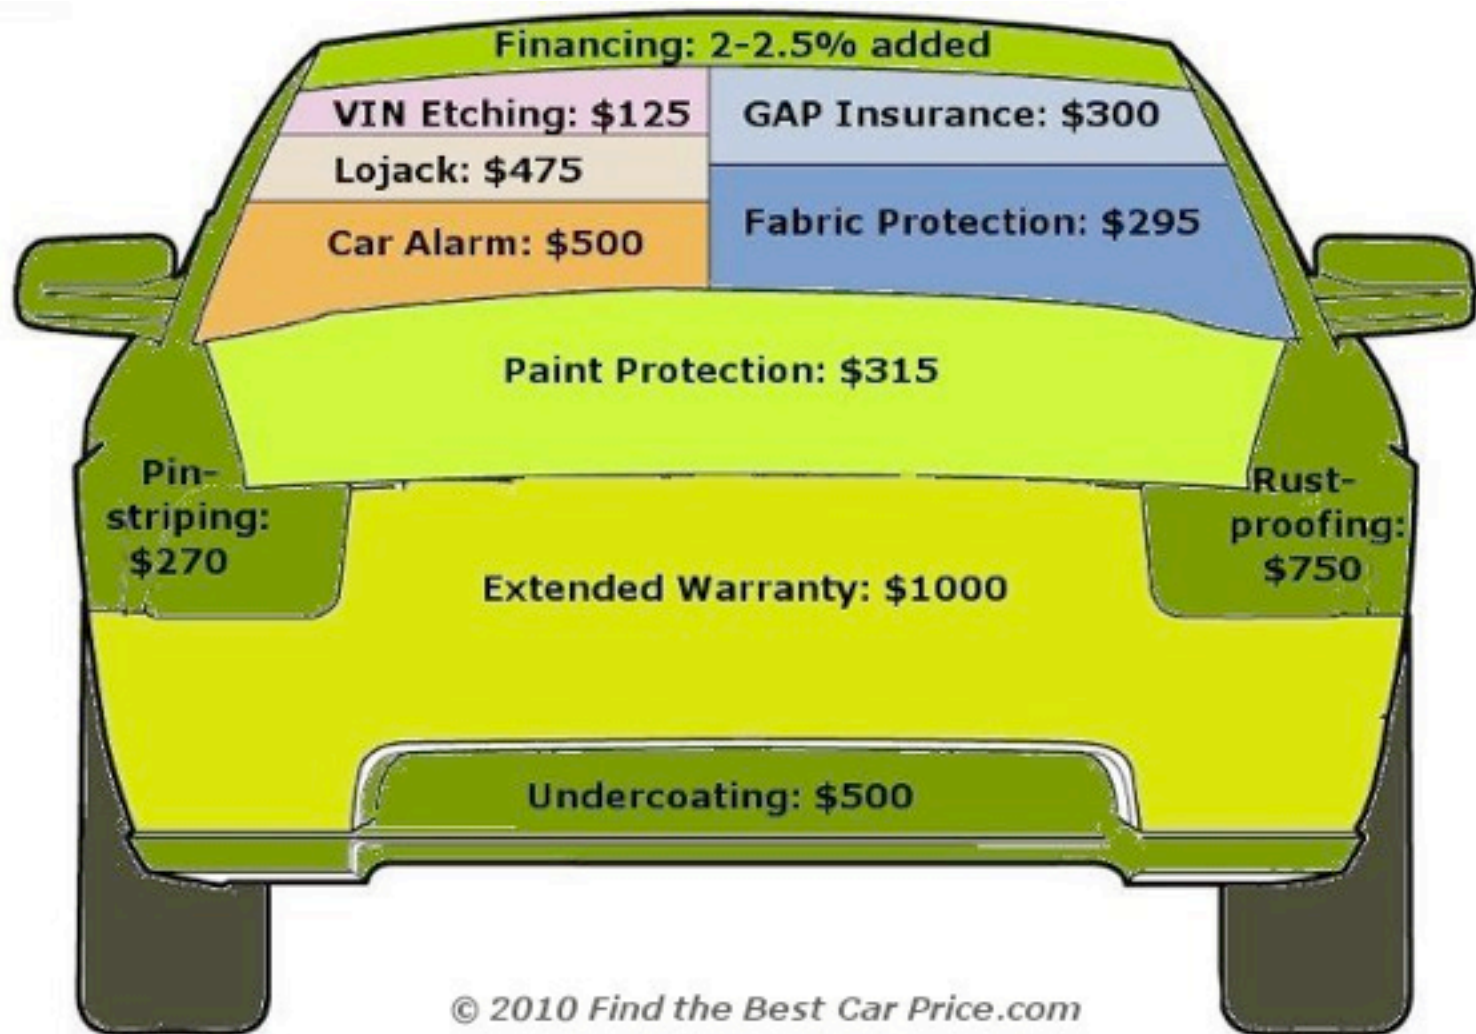 Financing: 2-2.5% added
VIN Etching: $125
GAP Insurance: $300
Lojack: $475
Fabric Protection: $295
Car Alarm: $500
Paint Protection: $315
Pin-
striping:
$270
Rust-
proofing:
$750
Extended Warranty: $1000
Undercoating: $500
© 2010 Find the Best Car Price.com